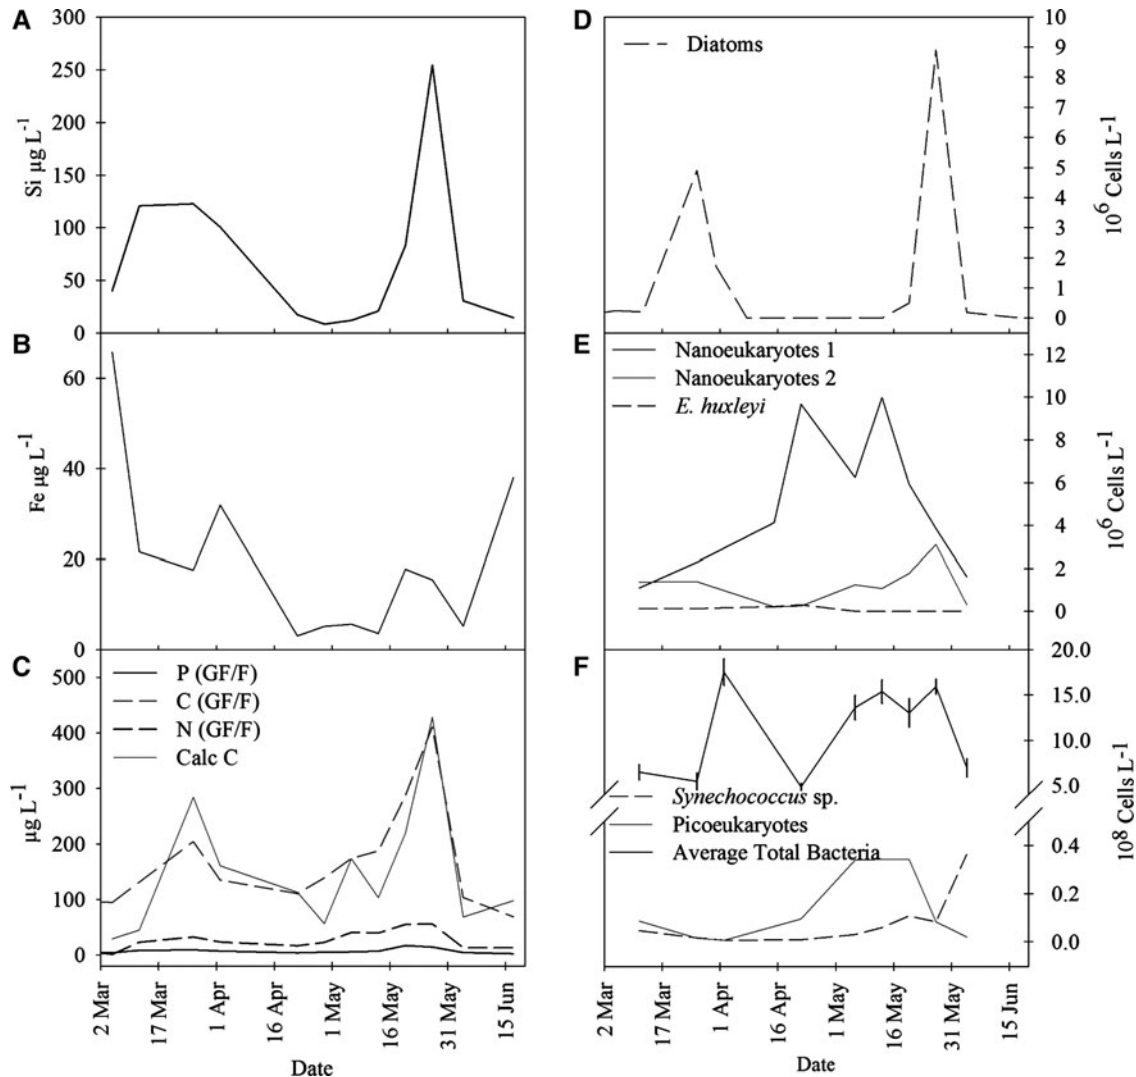 A
300
250
200
150
100
50
0
Si µg L-1
B
60
40
20
0
Fe µg L-1
C
P (GF/F)
C (GF/F)
N (GF/F)
Calc C
500
400
300
200
100
0
µg L-1
2 Mar
17 Mar
1 Apr
16 Apr
1 May
16 May
31 May
15 Jun
Date
D
Diatoms
10
9
8
7
6
5
4
3
2
1
0
10^6 Cells L-1
E
Nanoeukaryotes 1
Nanoeukaryotes 2
E. huxleyi
12
10
8
6
4
2
0
10^6 Cells L-1
F
20.0
15.0
10.0
5.0
Synechococcus sp.
Picoeukaryotes
Average Total Bacteria
0.4
0.2
0.0
10^8 Cells L-1
2 Mar
17 Mar
1 Apr
16 Apr
1 May
16 May
31 May
15 Jun
Date